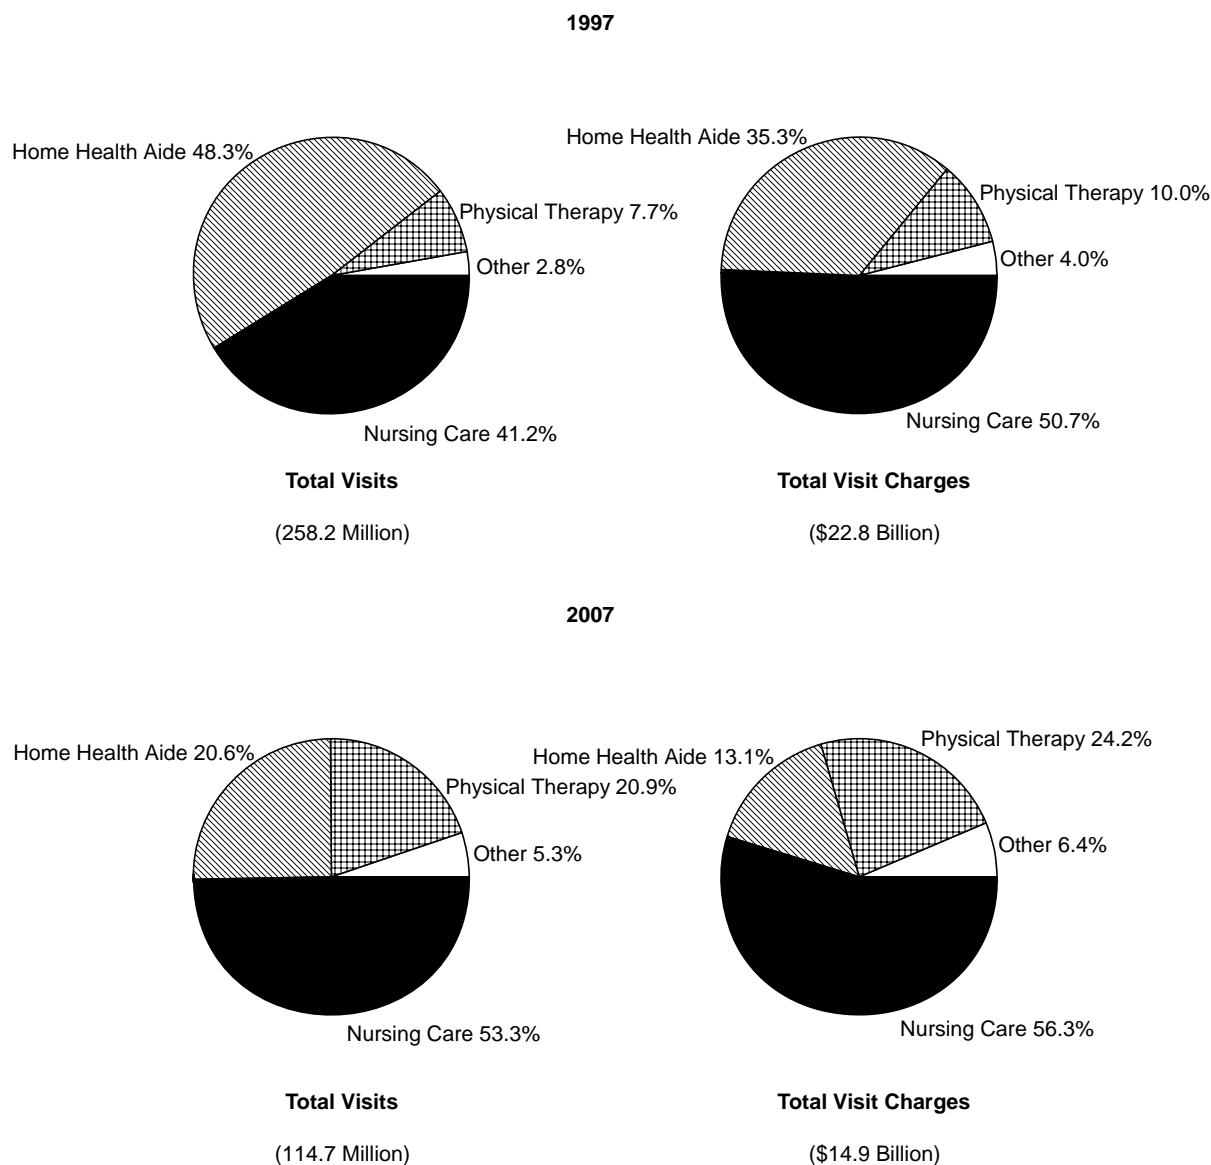 1997
Home Health Aide 48.3%
Physical Therapy 7.7%
Other 2.8%
Nursing Care 41.2%
Total Visits
(258.2 Million)
Home Health Aide 35.3%
Physical Therapy 10.0%
Other 4.0%
Nursing Care 50.7%
Total Visit Charges
($22.8 Billion)
2007
Home Health Aide 20.6%
Physical Therapy 20.9%
Other 5.3%
Nursing Care 53.3%
Total Visits
(114.7 Million)
Home Health Aide 13.1%
Physical Therapy 24.2%
Other 6.4%
Nursing Care 56.3%
Total Visit Charges
($14.9 Billion)